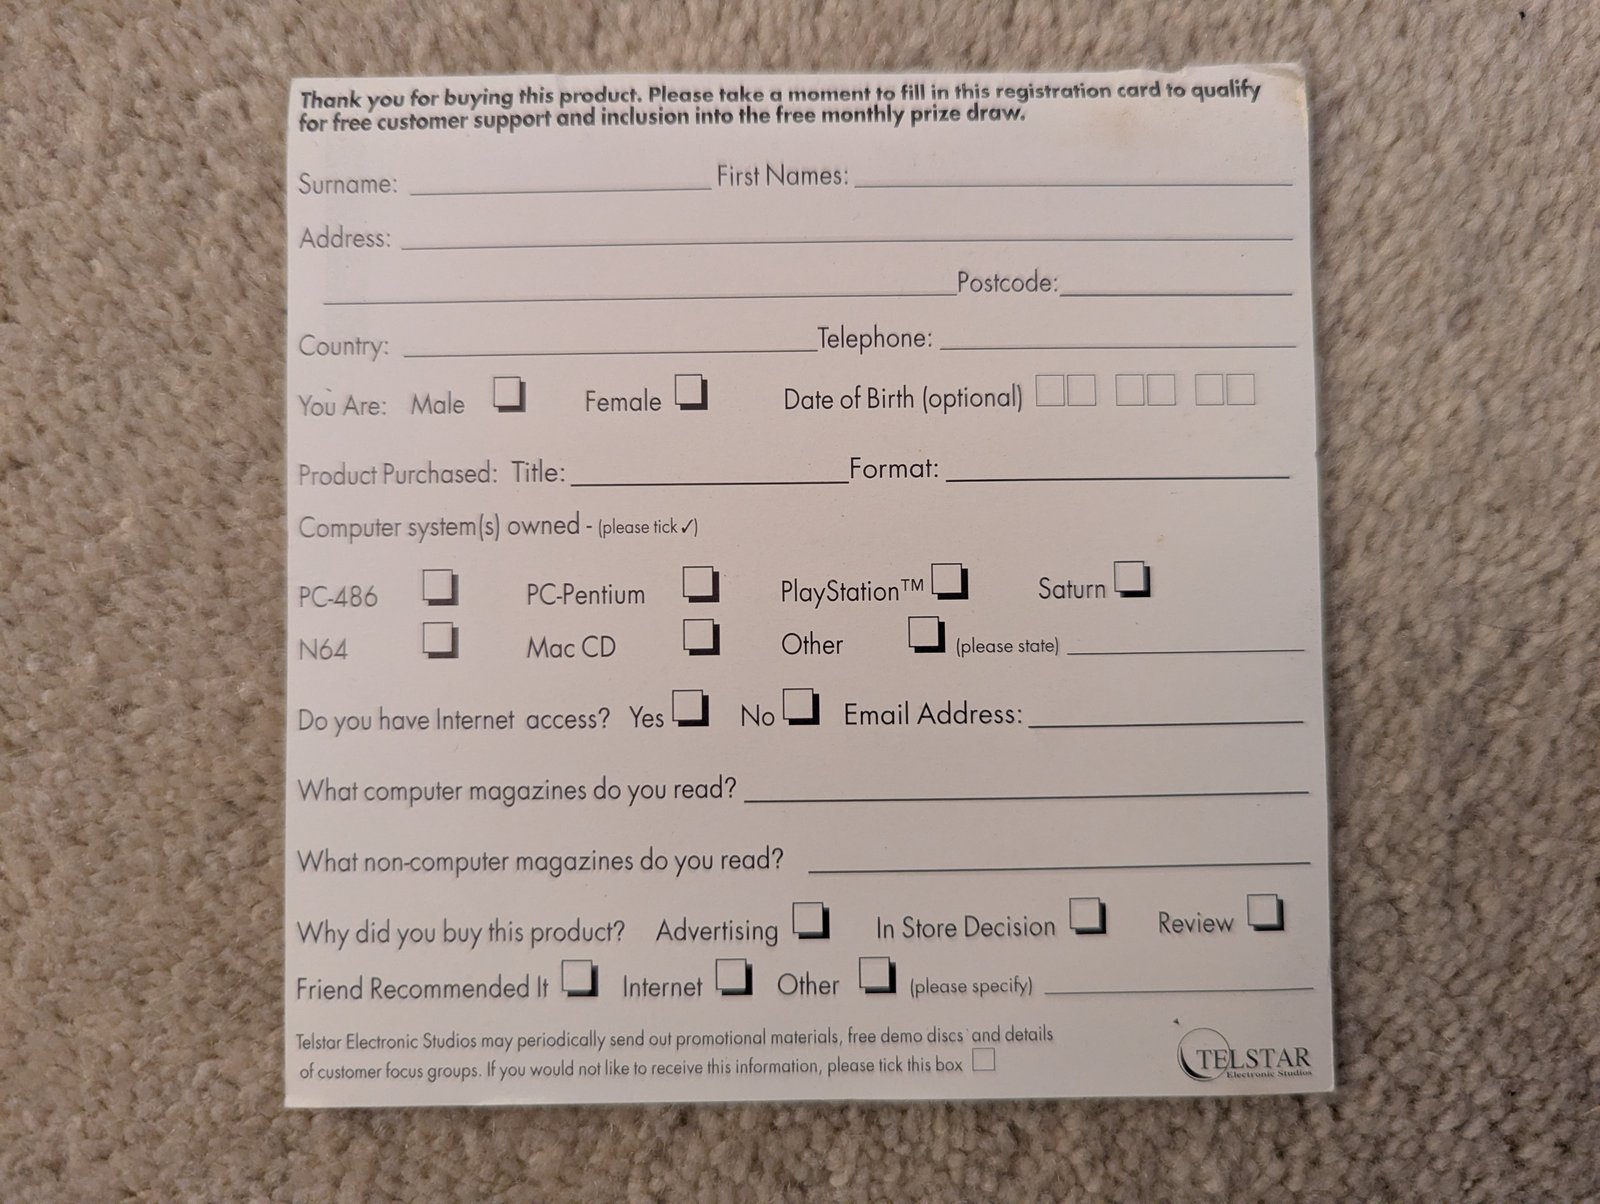 Thank you for buying this product. Please take a moment to fill in this registration card to qualify
for free customer support and inclusion into the free monthly prize draw.
Surname: First Names:
Address:
Postcode:
Country: Telephone:
You Are: Male Female Date of Birth (optional)
Product Purchased: Title: Format:
Computer system(s) owned - (please tick ✓)
PC-486 PC-Pentium PlayStation™ Saturn
N64 Mac CD Other (please state)
Do you have Internet access? Yes No Email Address:
What computer magazines do you read?
What non-computer magazines do you read?
Why did you buy this product? Advertising In Store Decision Review
Friend Recommended It Internet Other (please specify)
Telstar Electronic Studios may periodically send out promotional materials, free demo discs and details
of customer focus groups. If you would not like to receive this information, please tick this box
TELSTAR
Electronic Studios